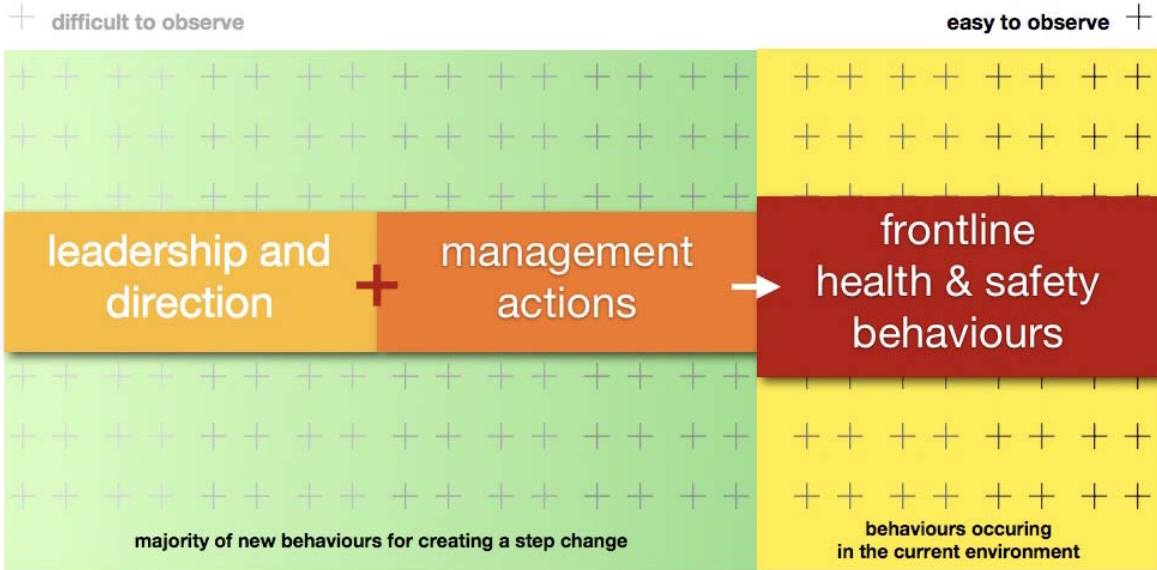 difficult to observe
easy to observe
leadership and
direction
+
management
actions
frontline
health & safety
behaviours
majority of new behaviours for creating a step change
behaviours occuring
in the current environment